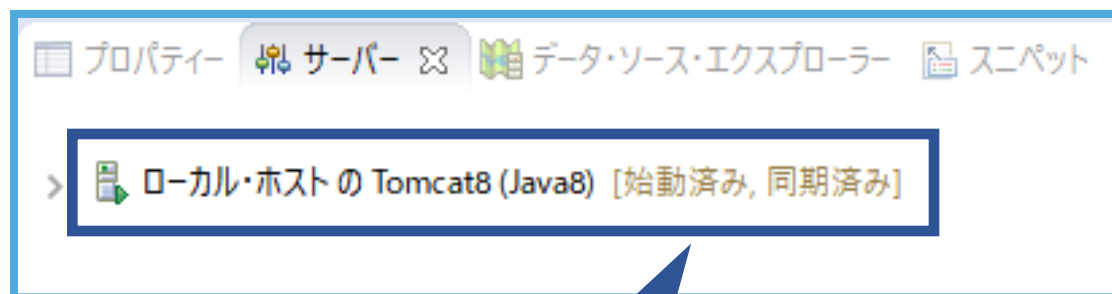 プロパティー サーバー データ・ソース・エクスプローラー スニペット
ローカル・ホスト の Tomcat8 (Java8) [始動済み, 同期済み]